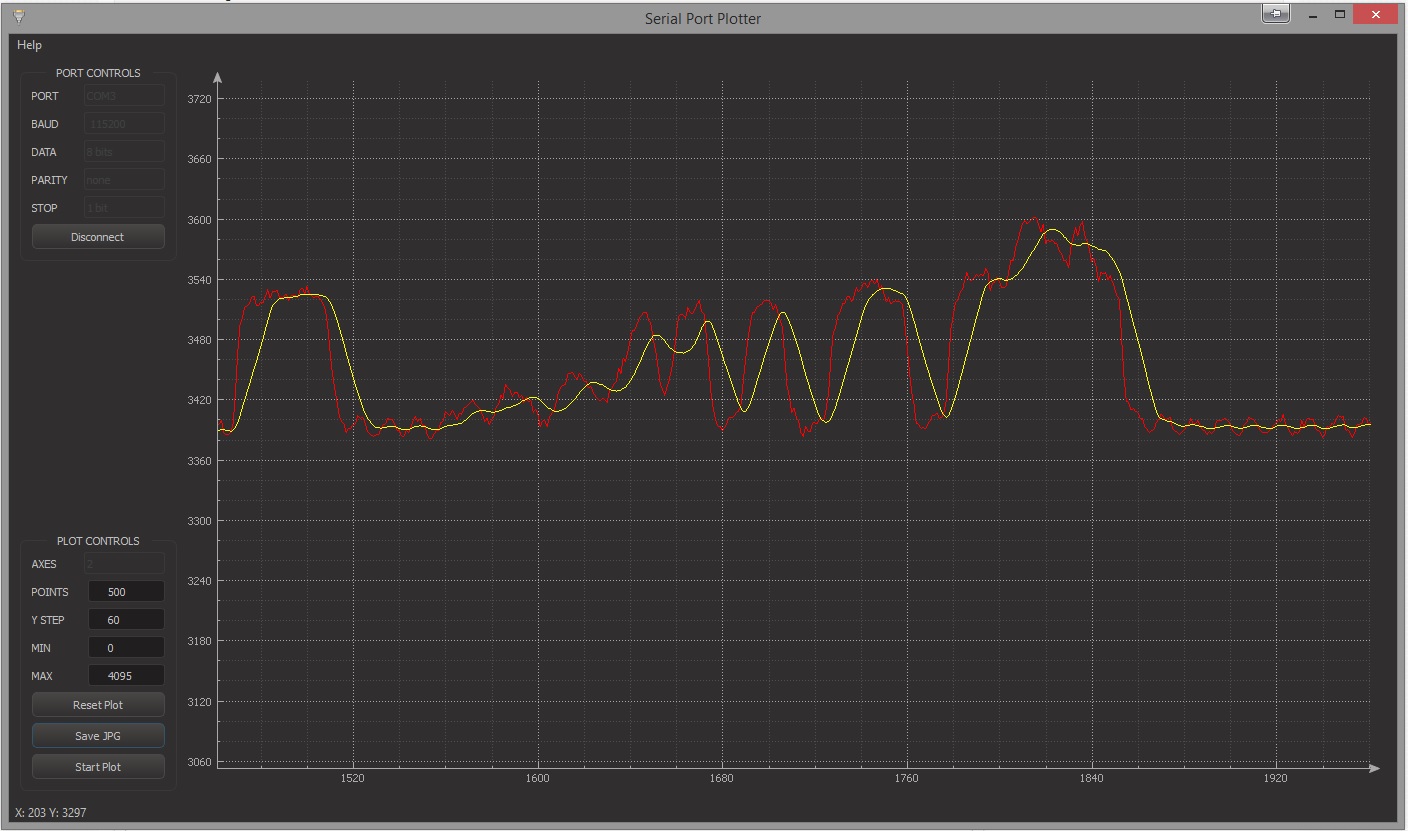 Serial Port Plotter
Help
PORT CONTROLS
PORT COM3
BAUD 115200
DATA 8 bits
PARITY none
STOP 1 bit
Disconnect
PLOT CONTROLS
AXES 2
POINTS 500
Y STEP 60
MIN 0
MAX 4095
Reset Plot
Save JPG
Start Plot
3720
3660
3600
3540
3480
3420
3360
3300
3240
3180
3120
3060
1520 1600 1680 1760 1840 1920
X: 203 Y: 3297